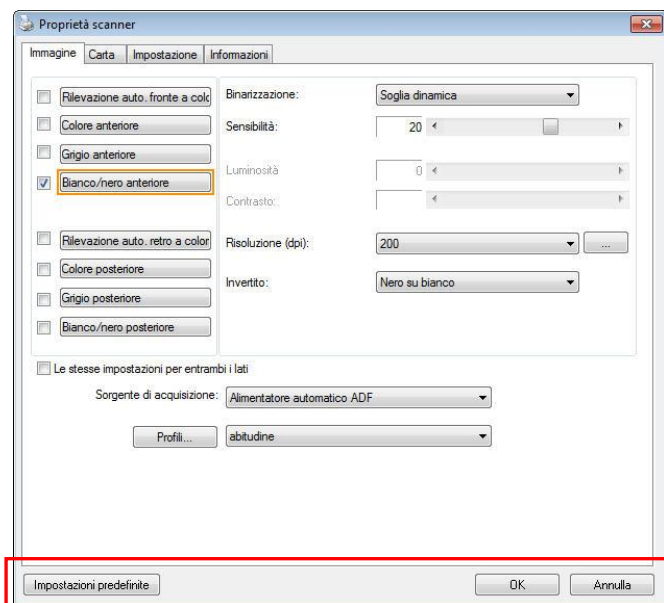 Proprietà scanner
Immagine Carta Impostazione Informazioni
Rilevazione auto. fronte a colo
Colore anteriore
Grigio anteriore
Bianco/nero anteriore
Rilevazione auto. retro a color
Colore posteriore
Grigio posteriore
Bianco/nero posteriore
Binarizzazione: Soglia dinamica
Sensibilità: 20
Luminosità 0
Contrasto:
Risoluzione (dpi): 200 ...
Invertito: Nero su bianco
Le stesse impostazioni per entrambi i lati
Sorgente di acquisizione: Alimentatore automatico ADF
Profili... abitudine
Impostazioni predefinite OK Annulla